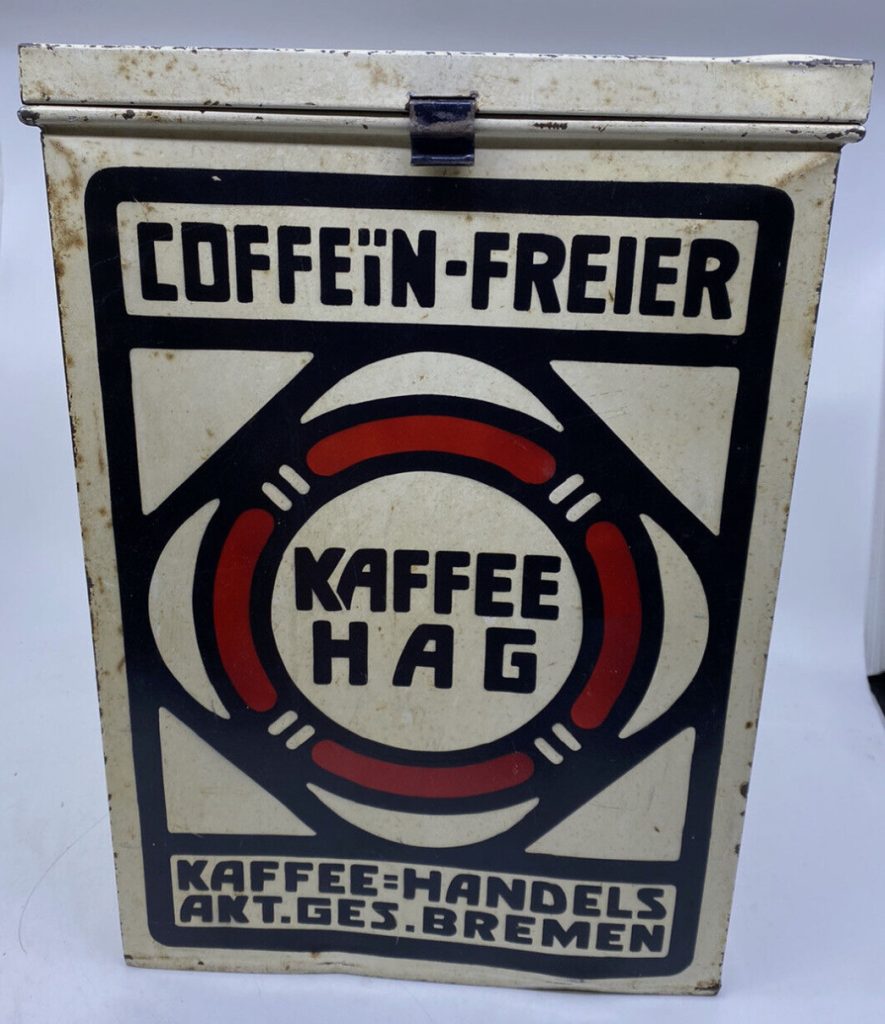 COFFEïN-FREIER
KAFFEE
HAG
KAFFEE=HANDELS
AKT.GES.BREMEN